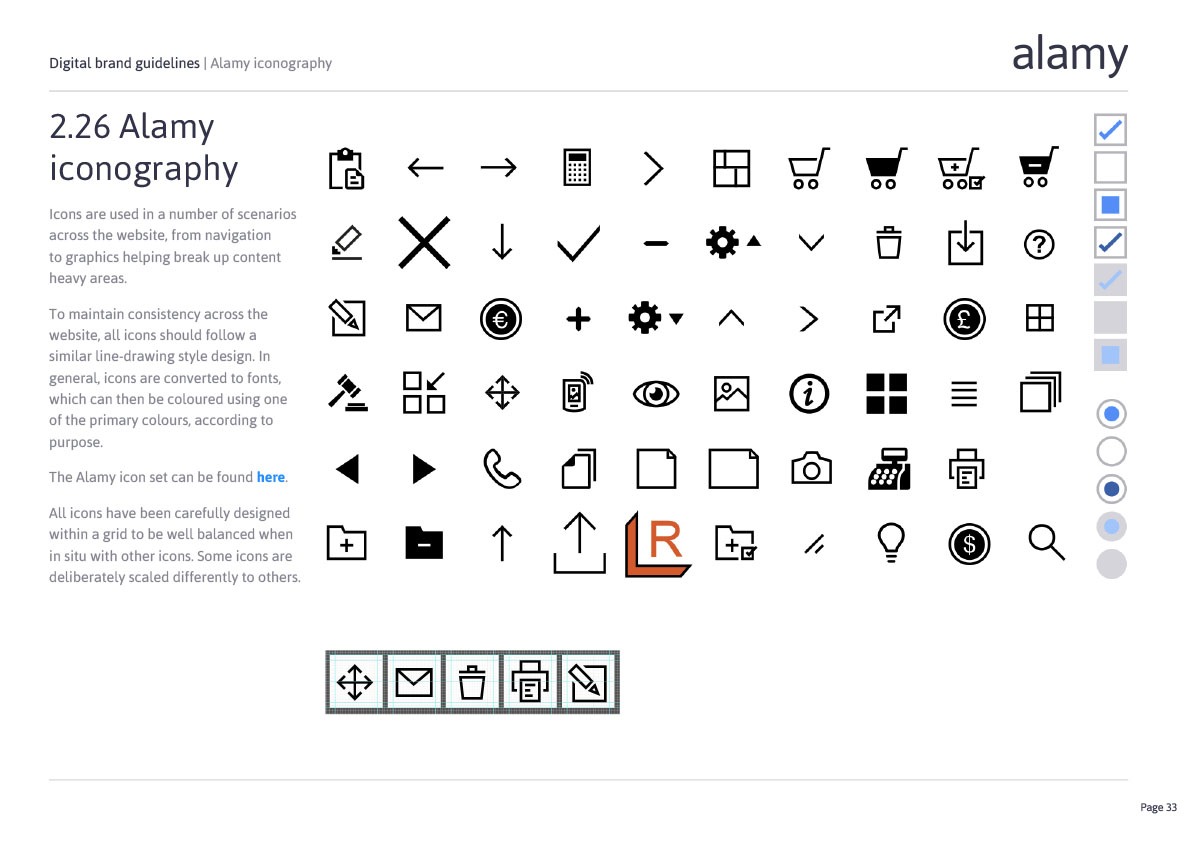 Digital brand guidelines | Alamy iconography
alamy
2.26 Alamy
iconography
Icons are used in a number of scenarios
across the website, from navigation
to graphics helping break up content
heavy areas.
To maintain consistency across the
website, all icons should follow a
similar line-drawing style design. In
general, icons are converted to fonts,
which can then be coloured using one
of the primary colours, according to
purpose.
The Alamy icon set can be found here.
All icons have been carefully designed
within a grid to be well balanced when
in situ with other icons. Some icons are
deliberately scaled differently to others.
?
€
£
i
R
$
Page 33